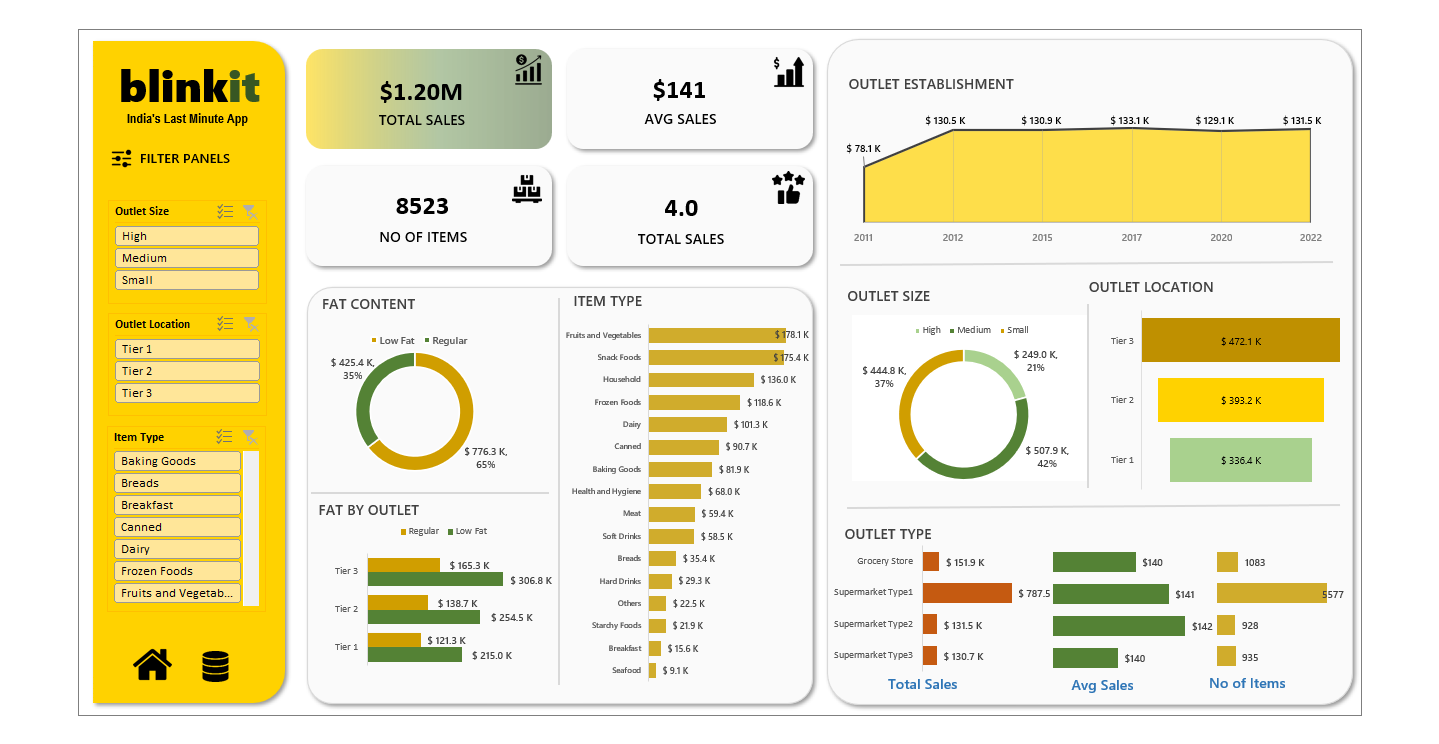 blinkit
India's Last Minute App
FILTER PANELS
Outlet Size
High
Medium
Small
Outlet Location
Tier 1
Tier 2
Tier 3
Item Type
Baking Goods
Breads
Breakfast
Canned
Dairy
Frozen Foods
Fruits and Vegetab...
$1.20M
TOTAL SALES
$
$141
AVG SALES
8523
NO OF ITEMS
4.0
TOTAL SALES
FAT CONTENT
Low Fat Regular
$ 425.4 K,
35%
$ 776.3 K,
65%
FAT BY OUTLET
Regular Low Fat
Tier 3 $ 165.3 K
$ 306.8 K
Tier 2 $ 138.7 K
$ 254.5 K
Tier 1 $ 121.3 K
$ 215.0 K
ITEM TYPE
Fruits and Vegetables $ 178.1 K
Snack Foods $ 175.4 K
Household $ 136.0 K
Frozen Foods $ 118.6 K
Dairy $ 101.3 K
Canned $ 90.7 K
Baking Goods $ 81.9 K
Health and Hygiene $ 68.0 K
Meat $ 59.4 K
Soft Drinks $ 58.5 K
Breads $ 35.4 K
Hard Drinks $ 29.3 K
Others $ 22.5 K
Starchy Foods $ 21.9 K
Breakfast $ 15.6 K
Seafood $ 9.1 K
OUTLET ESTABLISHMENT
$ 78.1 K $ 130.5 K $ 130.9 K $ 133.1 K $ 129.1 K $ 131.5 K
2011 2012 2015 2017 2020 2022
OUTLET SIZE
High Medium Small
$ 249.0 K,
21%
$ 444.8 K,
37%
$ 507.9 K,
42%
OUTLET LOCATION
Tier 3 $ 472.1 K
Tier 2 $ 393.2 K
Tier 1 $ 336.4 K
OUTLET TYPE
Grocery Store $ 151.9 K $140 1083
Supermarket Type1 $ 787.5 $141 5577
Supermarket Type2 $ 131.5 K $142 928
Supermarket Type3 $ 130.7 K $140 935
Total Sales Avg Sales No of Items